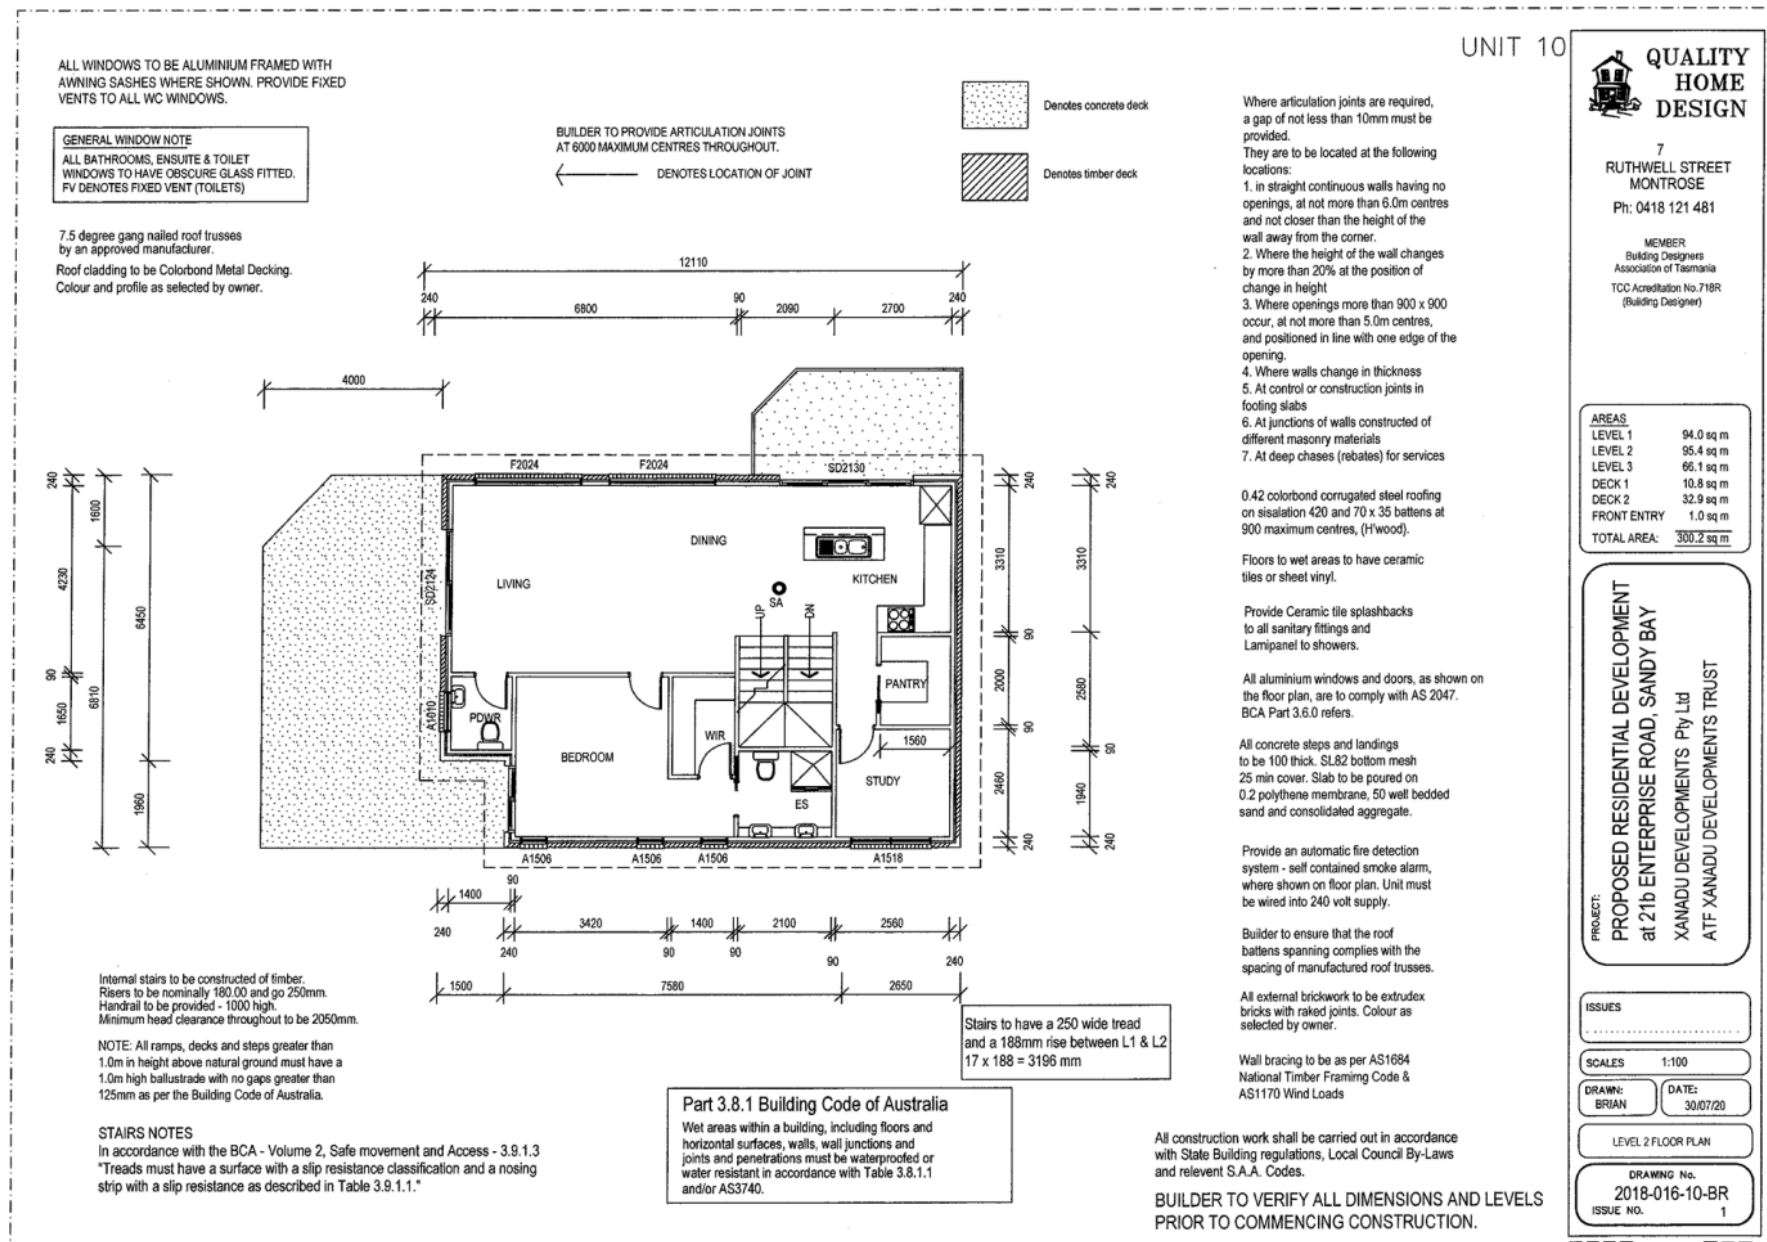 UNIT 10
ALL WINDOWS TO BE ALUMINIUM FRAMED WITH
AWNING SASHES WHERE SHOWN. PROVIDE FIXED
VENTS TO ALL WC WINDOWS.
GENERAL WINDOW NOTE
ALL BATHROOMS, ENSUITE & TOILET
WINDOWS TO HAVE OBSCURE GLASS FITTED.
FV DENOTES FIXED VENT (TOILETS)
7.5 degree gang nailed roof trusses
by an approved manufacturer.
Roof cladding to be Colorbond Metal Decking.
Colour and profile as selected by owner.
BUILDER TO PROVIDE ARTICULATION JOINTS
AT 6000 MAXIMUM CENTRES THROUGHOUT.
DENOTES LOCATION OF JOINT
Denotes concrete deck
Denotes timber deck
12110
240
90
240
6800
2090
2700
4000
F2024
F2024
SD2130
240
1600
4230
6450
90
1650
6810
240
1960
SD2124
A1010
DINING
LIVING
KITCHEN
SA
UP
DN
PANTRY
PDWR
WIR
BEDROOM
1560
STUDY
ES
240
240
3310
3310
90
2000
2580
90
90
2460
1940
240
240
A1506
A1506
A1506
A1518
90
1400
240
3420
1400
2100
2560
240
90
90
90
240
1500
7580
2650
Internal stairs to be constructed of timber.
Risers to be nominally 180.00 and go 250mm.
Handrail to be provided - 1000 high.
Minimum head clearance throughout to be 2050mm.
NOTE: All ramps, decks and steps greater than
1.0m in height above natural ground must have a
1.0m high ballustrade with no gaps greater than
125mm as per the Building Code of Australia.
STAIRS NOTES
In accordance with the BCA - Volume 2, Safe movement and Access - 3.9.1.3
"Treads must have a surface with a slip resistance classification and a nosing
strip with a slip resistance as described in Table 3.9.1.1."
Stairs to have a 250 wide tread
and a 188mm rise between L1 & L2
17 x 188 = 3196 mm
Part 3.8.1 Building Code of Australia
Wet areas within a building, including floors and
horizontal surfaces, walls, wall junctions and
joints and penetrations must be waterproofed or
water resistant in accordance with Table 3.8.1.1
and/or AS3740.
Where articulation joints are required,
a gap of not less than 10mm must be
provided.
They are to be located at the following
locations:
1. in straight continuous walls having no
openings, at not more than 6.0m centres
and not closer than the height of the
wall away from the corner.
2. Where the height of the wall changes
by more than 20% at the position of
change in height
3. Where openings more than 900 x 900
occur, at not more than 5.0m centres,
and positioned in line with one edge of the
opening.
4. Where walls change in thickness
5. At control or construction joints in
footing slabs
6. At junctions of walls constructed of
different masonry materials
7. At deep chases (rebates) for services
0.42 colorbond corrugated steel roofing
on sisalation 420 and 70 x 35 battens at
900 maximum centres, (H'wood).
Floors to wet areas to have ceramic
tiles or sheet vinyl.
Provide Ceramic tile splashbacks
to all sanitary fittings and
Lamipanel to showers.
All aluminium windows and doors, as shown on
the floor plan, are to comply with AS 2047.
BCA Part 3.6.0 refers.
All concrete steps and landings
to be 100 thick. SL82 bottom mesh
25 min cover. Slab to be poured on
0.2 polythene membrane, 50 well bedded
sand and consolidated aggregate.
Provide an automatic fire detection
system - self contained smoke alarm,
where shown on floor plan. Unit must
be wired into 240 volt supply.
Builder to ensure that the roof
battens spanning complies with the
spacing of manufactured roof trusses.
All external brickwork to be extrudex
bricks with raked joints. Colour as
selected by owner.
Wall bracing to be as per AS1684
National Timber Framirng Code &
AS1170 Wind Loads
All construction work shall be carried out in accordance
with State Building regulations, Local Council By-Laws
and relevent S.A.A. Codes.
BUILDER TO VERIFY ALL DIMENSIONS AND LEVELS
PRIOR TO COMMENCING CONSTRUCTION.
QUALITY
HOME
DESIGN
7
RUTHWELL STREET
MONTROSE
Ph: 0418 121 481
MEMBER
Building Designers
Association of Tasmania
TCC Acreditation No.718R
(Building Designer)
AREAS
LEVEL 1 94.0 sq m
LEVEL 2 95.4 sq m
LEVEL 3 66.1 sq m
DECK 1 10.8 sq m
DECK 2 32.9 sq m
FRONT ENTRY 1.0 sq m
TOTAL AREA: 300.2 sq m
PROJECT:
PROPOSED RESIDENTIAL DEVELOPMENT
at 21b ENTERPRISE ROAD, SANDY BAY
XANADU DEVELOPMENTS Pty Ltd
ATF XANADU DEVELOPMENTS TRUST
ISSUES
SCALES 1:100
DRAWN:
BRIAN
DATE:
30/07/20
LEVEL 2 FLOOR PLAN
DRAWING No.
2018-016-10-BR
ISSUE NO. 1